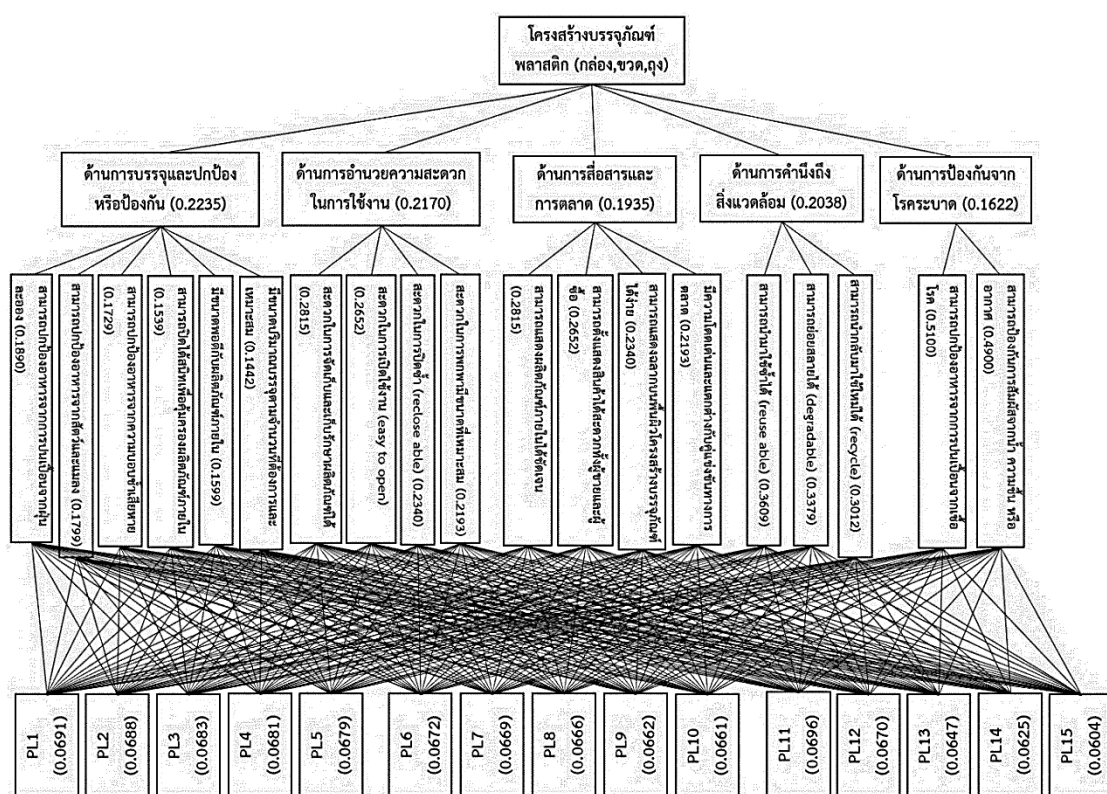 โครงสร้างบรรจุภัณฑ์
พลาสติก (กล่อง,ขวด,ถุง)
ด้านการบรรจุและปกป้อง
หรือป้องกัน (0.2235)
ด้านการอำนวยความสะดวก
ในการใช้งาน (0.2170)
ด้านการสื่อสารและ
การตลาด (0.1935)
ด้านการคำนึงถึง
สิ่งแวดล้อม (0.2038)
ด้านการป้องกันจาก
โรคระบาด (0.1622)
สามารถปกป้องอาหารจากการปนเปื้อนจากฝุ่น
ละออง (0.1890)
สามารถปกป้องอาหารจากสัตว์และแมลง (0.1799)
สามารถปกป้องอาหารจากความบอบช้ำเสียหาย
(0.1729)
สามารถปิดได้สนิทเพื่อคุ้มครองผลิตภัณฑ์ภายใน
(0.1539)
มีขนาดพอดีกับผลิตภัณฑ์ภายใน (0.1599)
มีขนาดปริมาณบรรจุตามจำนวนที่ต้องการและ
เหมาะสม (0.1442)
สะดวกในการจัดเก็บและเก็บรักษาผลิตภัณฑ์ได้
(0.2815)
สะดวกในการเปิดใช้งาน (easy to open)
(0.2652)
สะดวกในการปิดซ้ำ (reclose able) (0.2340)
สะดวกในการพกพามีขนาดที่เหมาะสม (0.2193)
สามารถแสดงผลิตภัณฑ์ภายในได้ชัดเจน
(0.2815)
สามารถตั้งแสดงสินค้าได้สะดวกทั้งผู้ขายและผู้
ซื้อ (0.2652)
สามารถแสดงฉลากบนพื้นผิวโครงสร้างบรรจุภัณฑ์
ได้ง่าย (0.2340)
มีความโดดเด่นและแตกต่างกับคู่แข่งขันทางการ
ตลาด (0.2193)
สามารถนำมาใช้ซ้ำได้ (reuse able) (0.3609)
สามารถย่อยสลายได้ (degradable) (0.3379)
สามารถนำกลับมาใช้ใหม่ได้ (recycle) (0.3012)
สามารถปกป้องอาหารจากการปนเปื้อนจากเชื้อ
โรค (0.5100)
สามารถป้องกันการสัมผัสจากน้ำ ความชื้น หรือ
อากาศ (0.4900)
PL1
(0.0691)
PL2
(0.0688)
PL3
(0.0683)
PL4
(0.0681)
PL5
(0.0679)
PL6
(0.0672)
PL7
(0.0669)
PL8
(0.0666)
PL9
(0.0662)
PL10
(0.0661)
PL11
(0.0696)
PL12
(0.0670)
PL13
(0.0647)
PL14
(0.0625)
PL15
(0.0604)